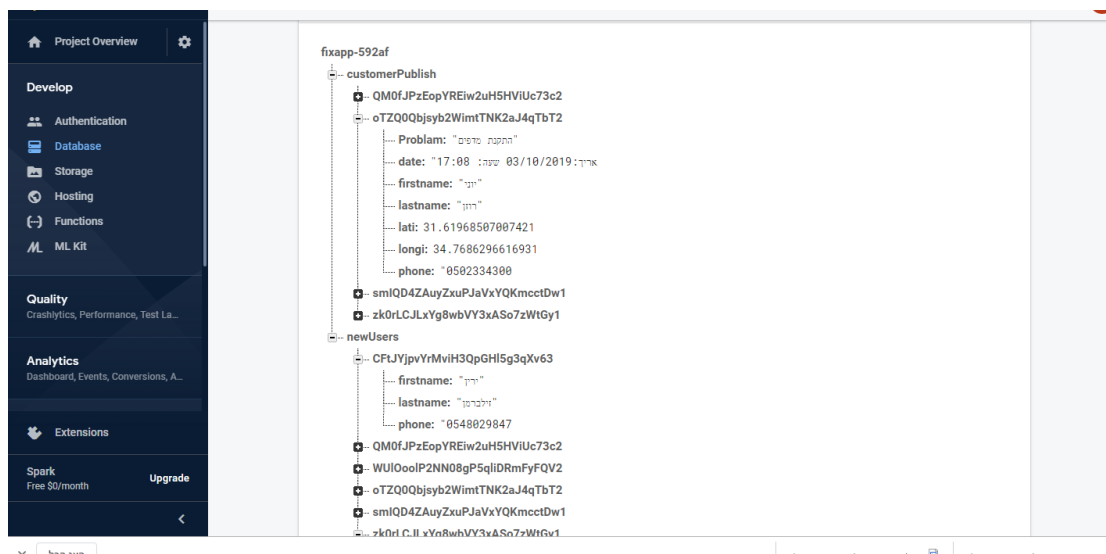 Project Overview
Develop
Authentication
Database
Storage
Hosting
Functions
ML Kit
Quality
Crashlytics, Performance, Test La...
Analytics
Dashboard, Events, Conversions, A...
Extensions
Spark
Free $0/month
Upgrade
fixapp-592af
customerPublish
QM0fJPzEopYREiw2uH5HViUc73c2
oTZQ0Qbjsyb2WimtTNK2aJ4qTbT2
Problam: "התקנת מדפים"
date: "אריך:03/10/2019 שעה: 17:08
firstname: "יוני"
lastname: "רוזן"
lati: 31.61968507007421
longi: 34.7686296616931
phone: "0502334300
smIQD4ZAuyZxuPJaVxYQKmcctDw1
zk0rLCJLxYg8wbVY3xASo7zWtGy1
newUsers
CFtJYjpvYrMviH3QpGHl5g3qXv63
firstname: "ירין"
lastname: "זילברמן"
phone: "0548029847
QM0fJPzEopYREiw2uH5HViUc73c2
WUlOoolP2NN08gP5qliDRmFyFQV2
oTZQ0Qbjsyb2WimtTNK2aJ4qTbT2
smIQD4ZAuyZxuPJaVxYQKmcctDw1
zk0rLCJLxYg8wbVY3xASo7zWtGy1